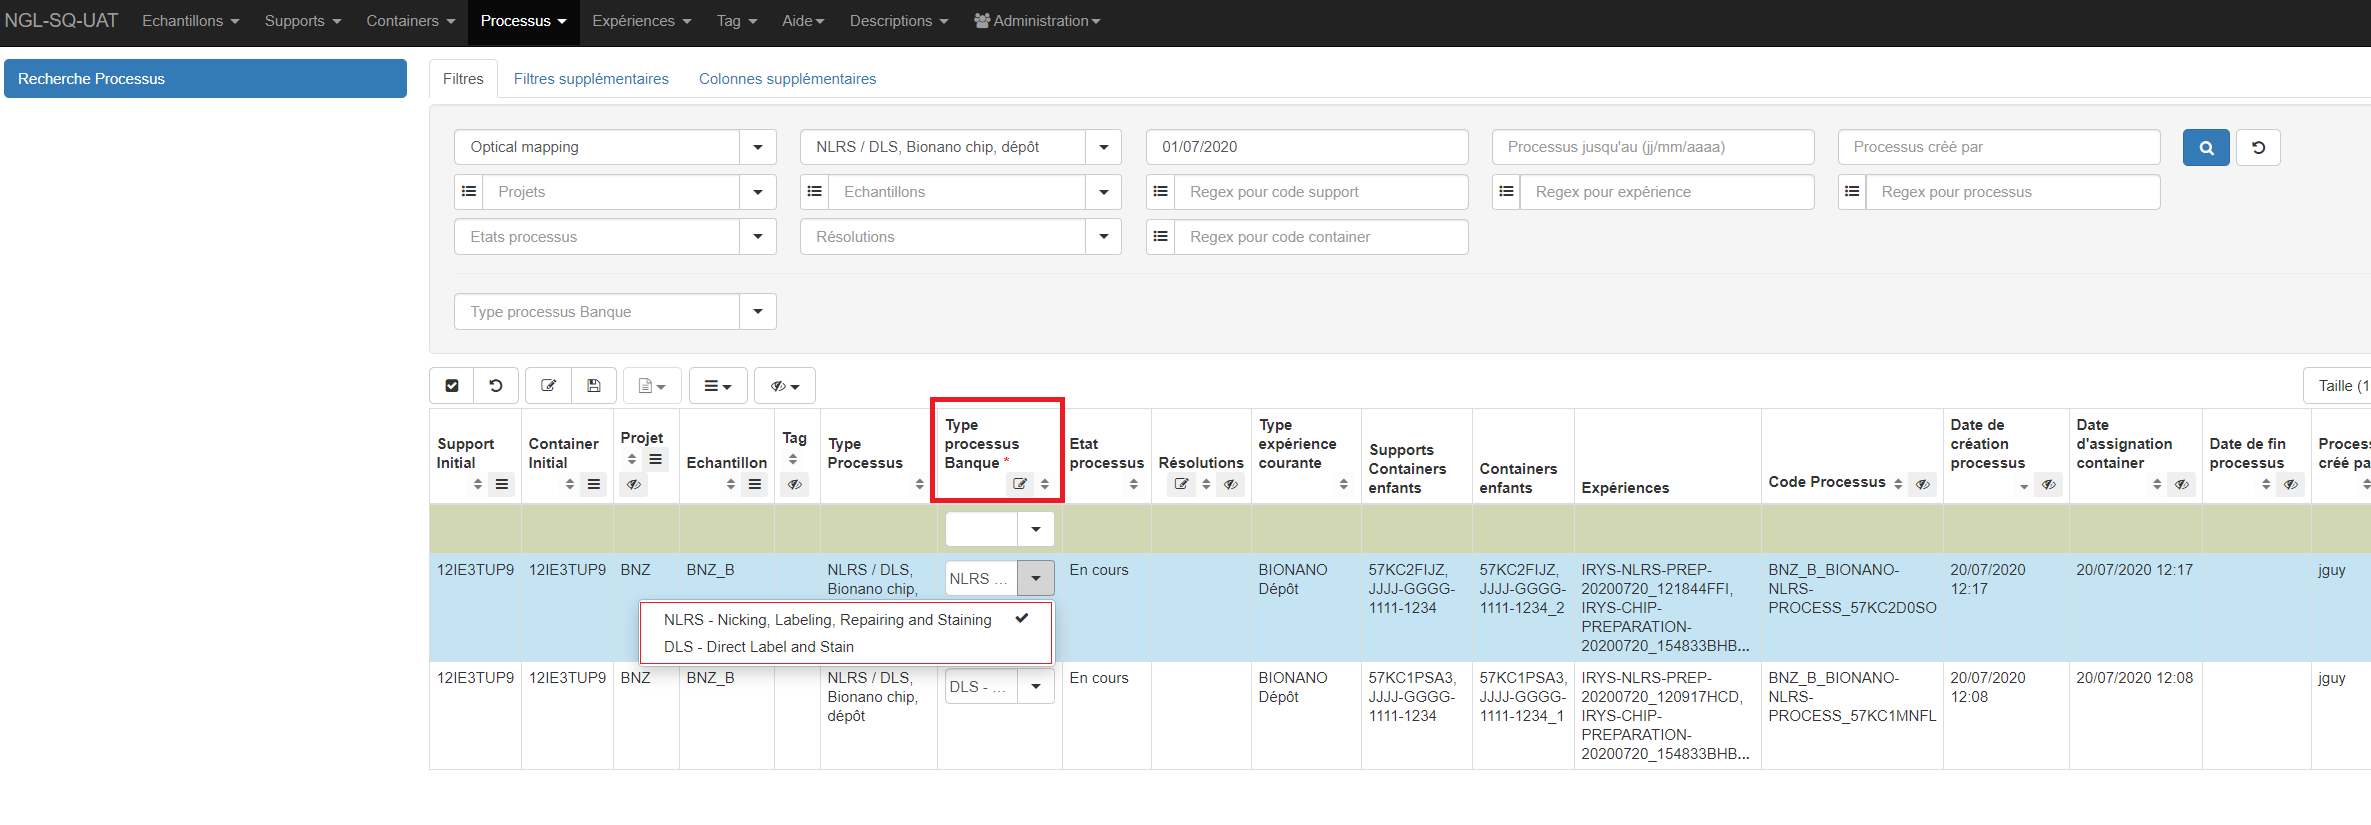 NGL-SQ-UAT Echantillons Supports Containers Processus Expériences Tag Aide Descriptions Administration
Recherche Processus
Filtres Filtres supplémentaires Colonnes supplémentaires
Optical mapping NLRS / DLS, Bionano chip, dépôt 01/07/2020 Processus jusqu'au (jj/mm/aaaa) Processus créé par
Projets Echantillons Regex pour code support Regex pour expérience Regex pour processus
Etats processus Résolutions Regex pour code container
Type processus Banque
Taille (1
Support Initial
Container Initial
Projet
Echantillon
Tag
Type Processus
Type processus Banque *
Etat processus
Résolutions
Type expérience courante
Supports Containers enfants
Containers enfants
Expériences
Code Processus
Date de création processus
Date d'assignation container
Date de fin processus
Process
créé pa
12IE3TUP9 12IE3TUP9 BNZ BNZ_B
NLRS / DLS,
Bionano chip,
NLRS ...
En cours
BIONANO
Dépôt
57KC2FIJZ,
JJJJ-GGGG-
1111-1234
57KC2FIJZ,
JJJJ-GGGG-
1111-1234_2
IRYS-NLRS-PREP-
20200720_121844FFI,
IRYS-CHIP-
PREPARATION-
20200720_154833BHB...
BNZ_B_BIONANO-
NLRS-
PROCESS_57KC2D0SO
20/07/2020
12:17
20/07/2020 12:17
jguy
NLRS - Nicking, Labeling, Repairing and Staining
DLS - Direct Label and Stain
12IE3TUP9 12IE3TUP9 BNZ BNZ_B
NLRS / DLS,
Bionano chip,
dépôt
DLS - ...
En cours
BIONANO
Dépôt
57KC1PSA3,
JJJJ-GGGG-
1111-1234
57KC1PSA3,
JJJJ-GGGG-
1111-1234_1
IRYS-NLRS-PREP-
20200720_120917HCD,
IRYS-CHIP-
PREPARATION-
20200720_154833BHB...
BNZ_B_BIONANO-
NLRS-
PROCESS_57KC1MNFL
20/07/2020
12:08
20/07/2020 12:08
jguy